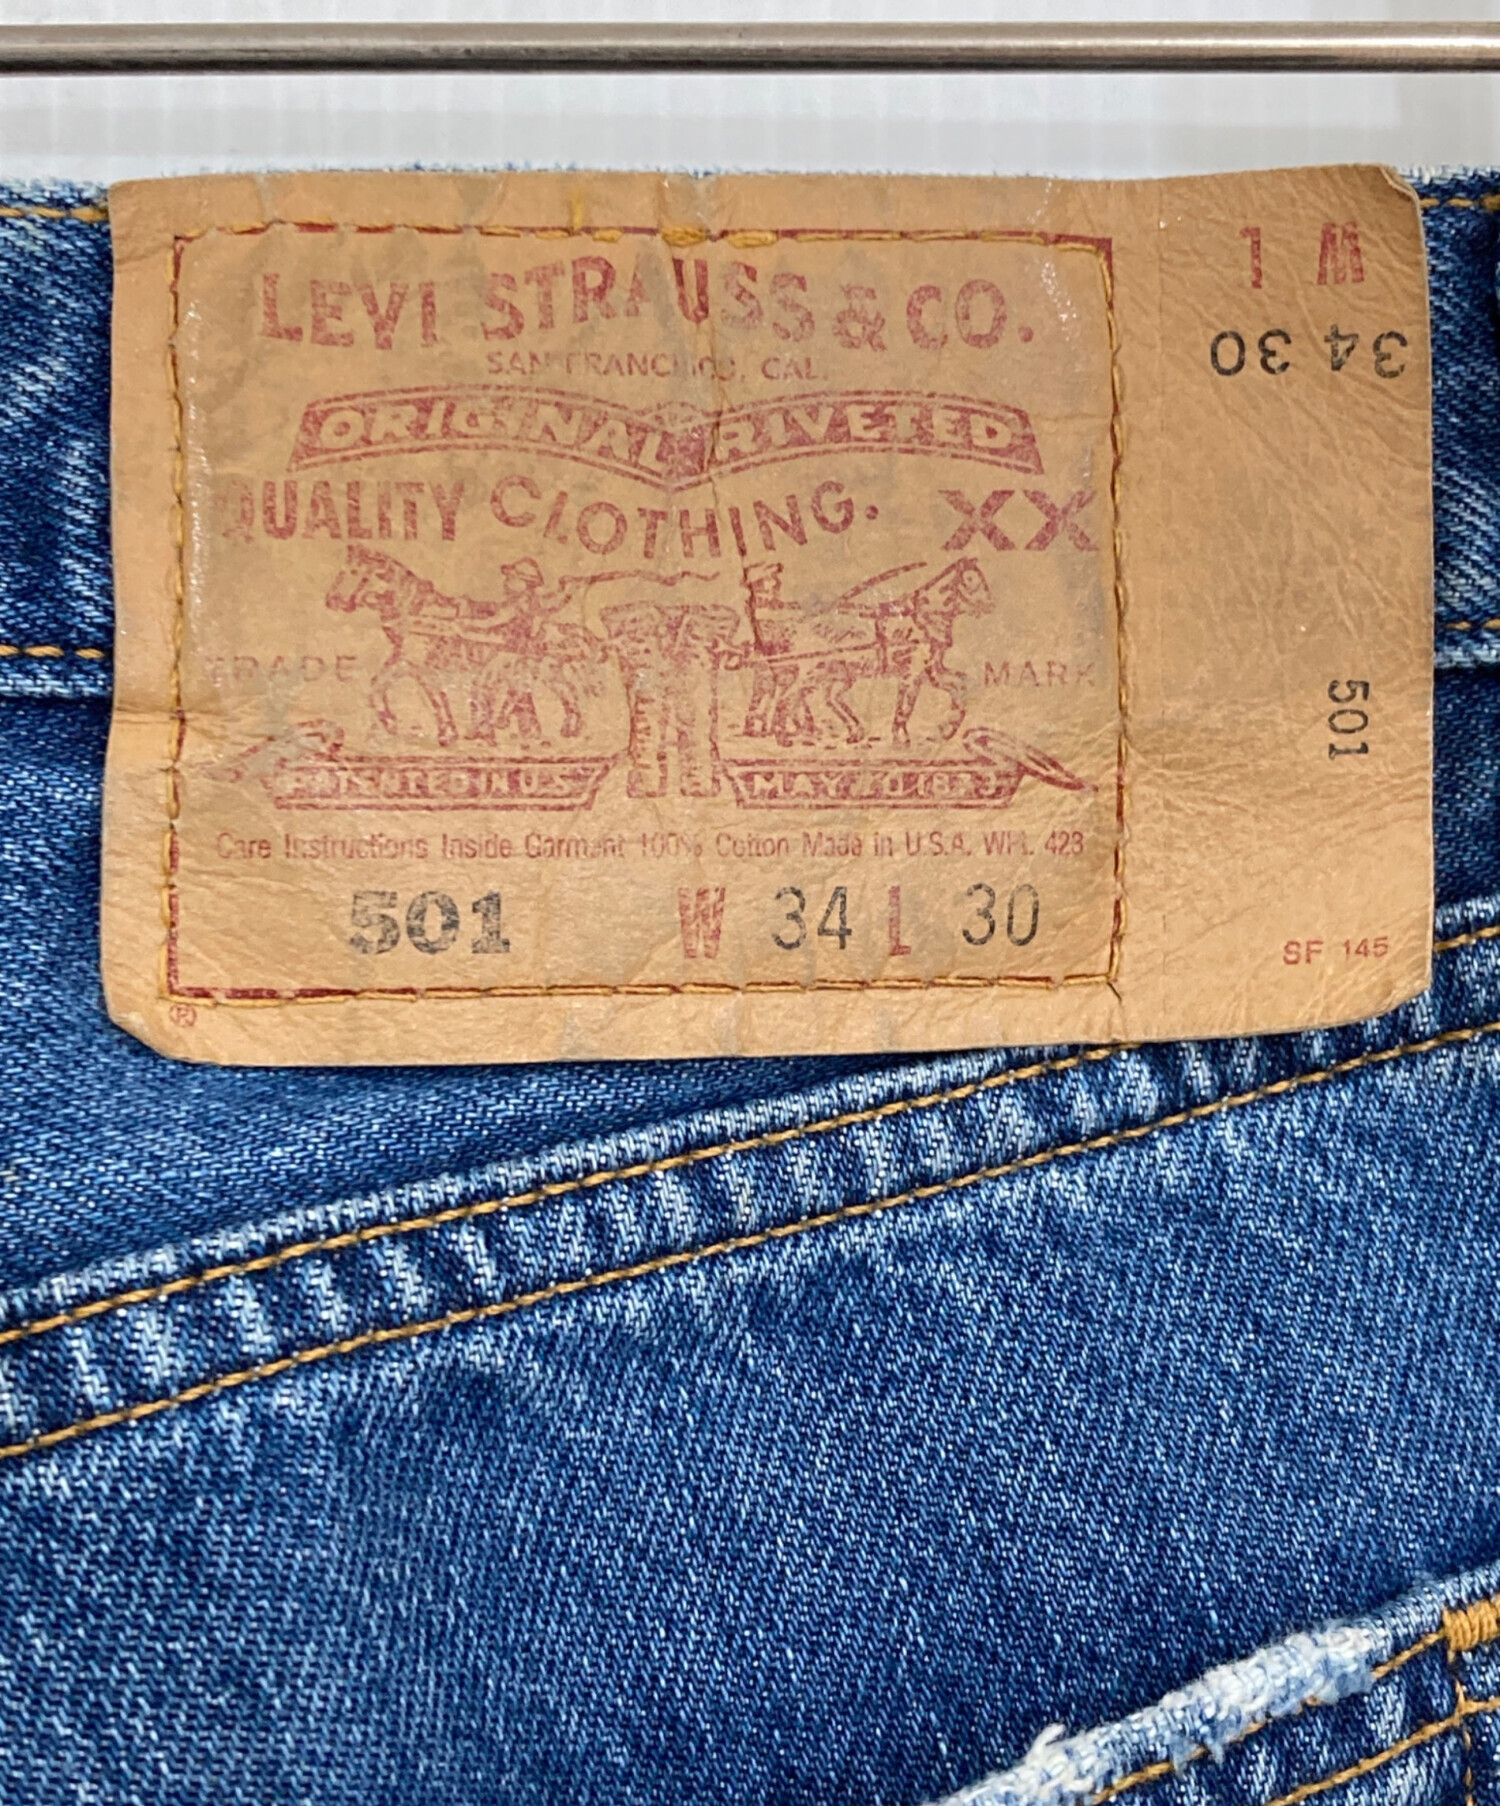 LEVI STRAUSS & CO.
SAN FRANCISCO, CAL.
ORIGINAL RIVETED
QUALITY CLOTHING. XX
TRADE MARK
PATENTED IN U.S. MAY 20 1873
Care Instructions Inside Garment 100% Cotton Made in U.S.A. WPL 423
501 W 34 L 30
®
W L
34 30
501
SF 145